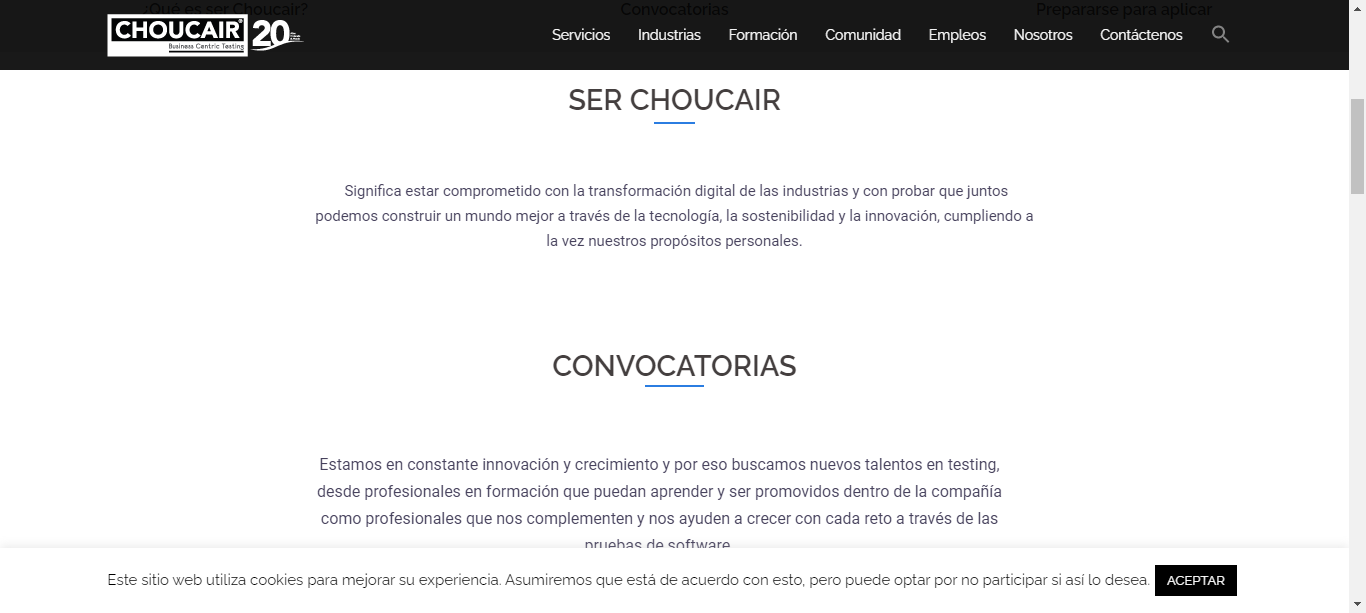 ¿Qué es ser Choucair?
Convocatorias
Prepararse para aplicar
CHOUCAIR
Business Centric Testing
20
Servicios
Industrias
Formación
Comunidad
Empleos
Nosotros
Contáctenos
SER CHOUCAIR
Significa estar comprometido con la transformación digital de las industrias y con probar que juntos
podemos construir un mundo mejor a través de la tecnología, la sostenibilidad y la innovación, cumpliendo a
la vez nuestros propósitos personales.
CONVOCATORIAS
Estamos en constante innovación y crecimiento y por eso buscamos nuevos talentos en testing,
desde profesionales en formación que puedan aprender y ser promovidos dentro de la compañía
como profesionales que nos complementen y nos ayuden a crecer con cada reto a través de las
pruebas de software
Este sitio web utiliza cookies para mejorar su experiencia. Asumiremos que está de acuerdo con esto, pero puede optar por no participar si así lo desea.
ACEPTAR